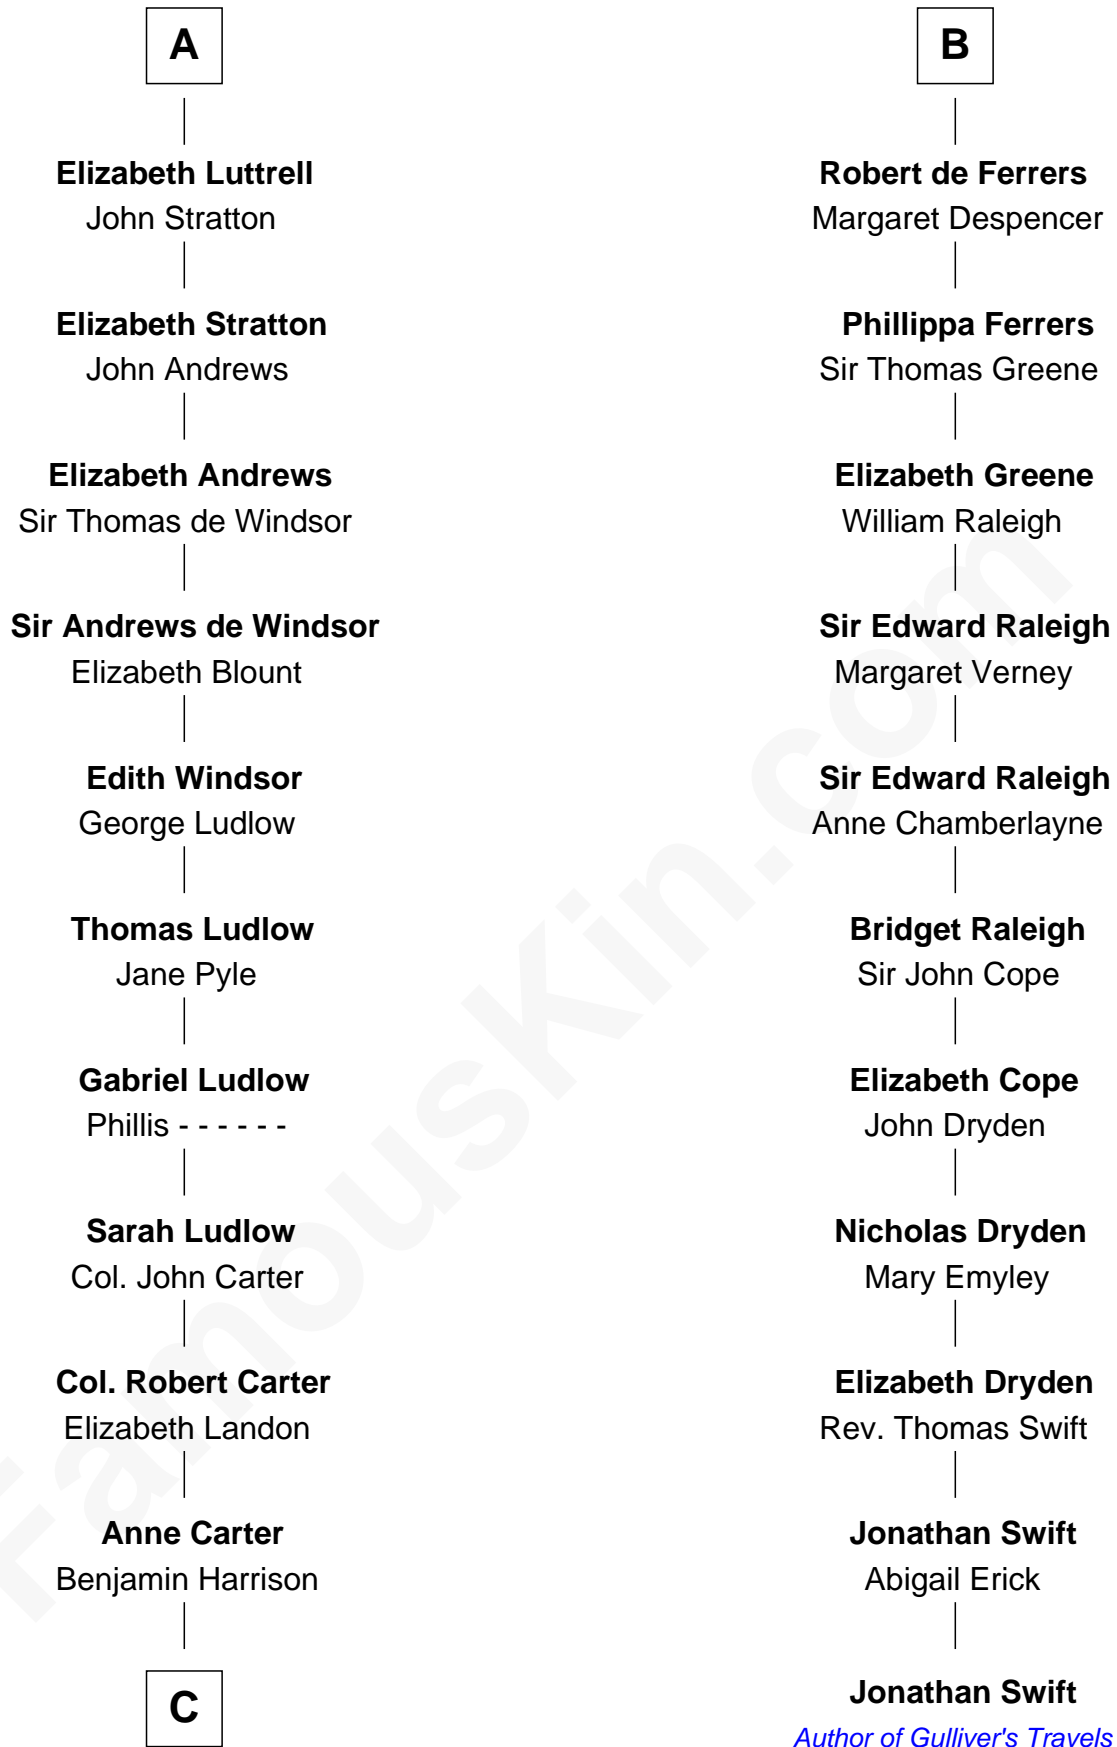 A
Elizabeth Luttrell
John Stratton
Elizabeth Stratton
John Andrews
Elizabeth Andrews
Sir Thomas de Windsor
Sir Andrews de Windsor
Elizabeth Blount
Edith Windsor
George Ludlow
Thomas Ludlow
Jane Pyle
Gabriel Ludlow
Phillis - - - - - -
Sarah Ludlow
Col. John Carter
Col. Robert Carter
Elizabeth Landon
Anne Carter
Benjamin Harrison
C
B
Robert de Ferrers
Margaret Despencer
Phillippa Ferrers
Sir Thomas Greene
Elizabeth Greene
William Raleigh
Sir Edward Raleigh
Margaret Verney
Sir Edward Raleigh
Anne Chamberlayne
Bridget Raleigh
Sir John Cope
Elizabeth Cope
John Dryden
Nicholas Dryden
Mary Emyley
Elizabeth Dryden
Rev. Thomas Swift
Jonathan Swift
Abigail Erick
Jonathan Swift
Author of Gulliver's Travels
FamousKin.com